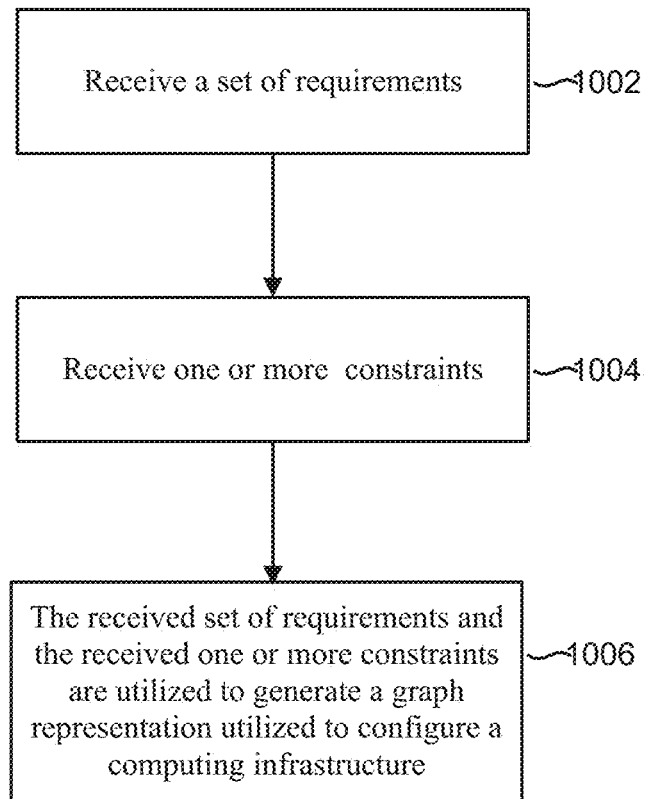 Receive a set of requirements
1002
Receive one or more constraints
1004
The received set of requirements and
the received one or more constraints
are utilized to generate a graph
representation utilized to configure a
computing infrastructure
1006